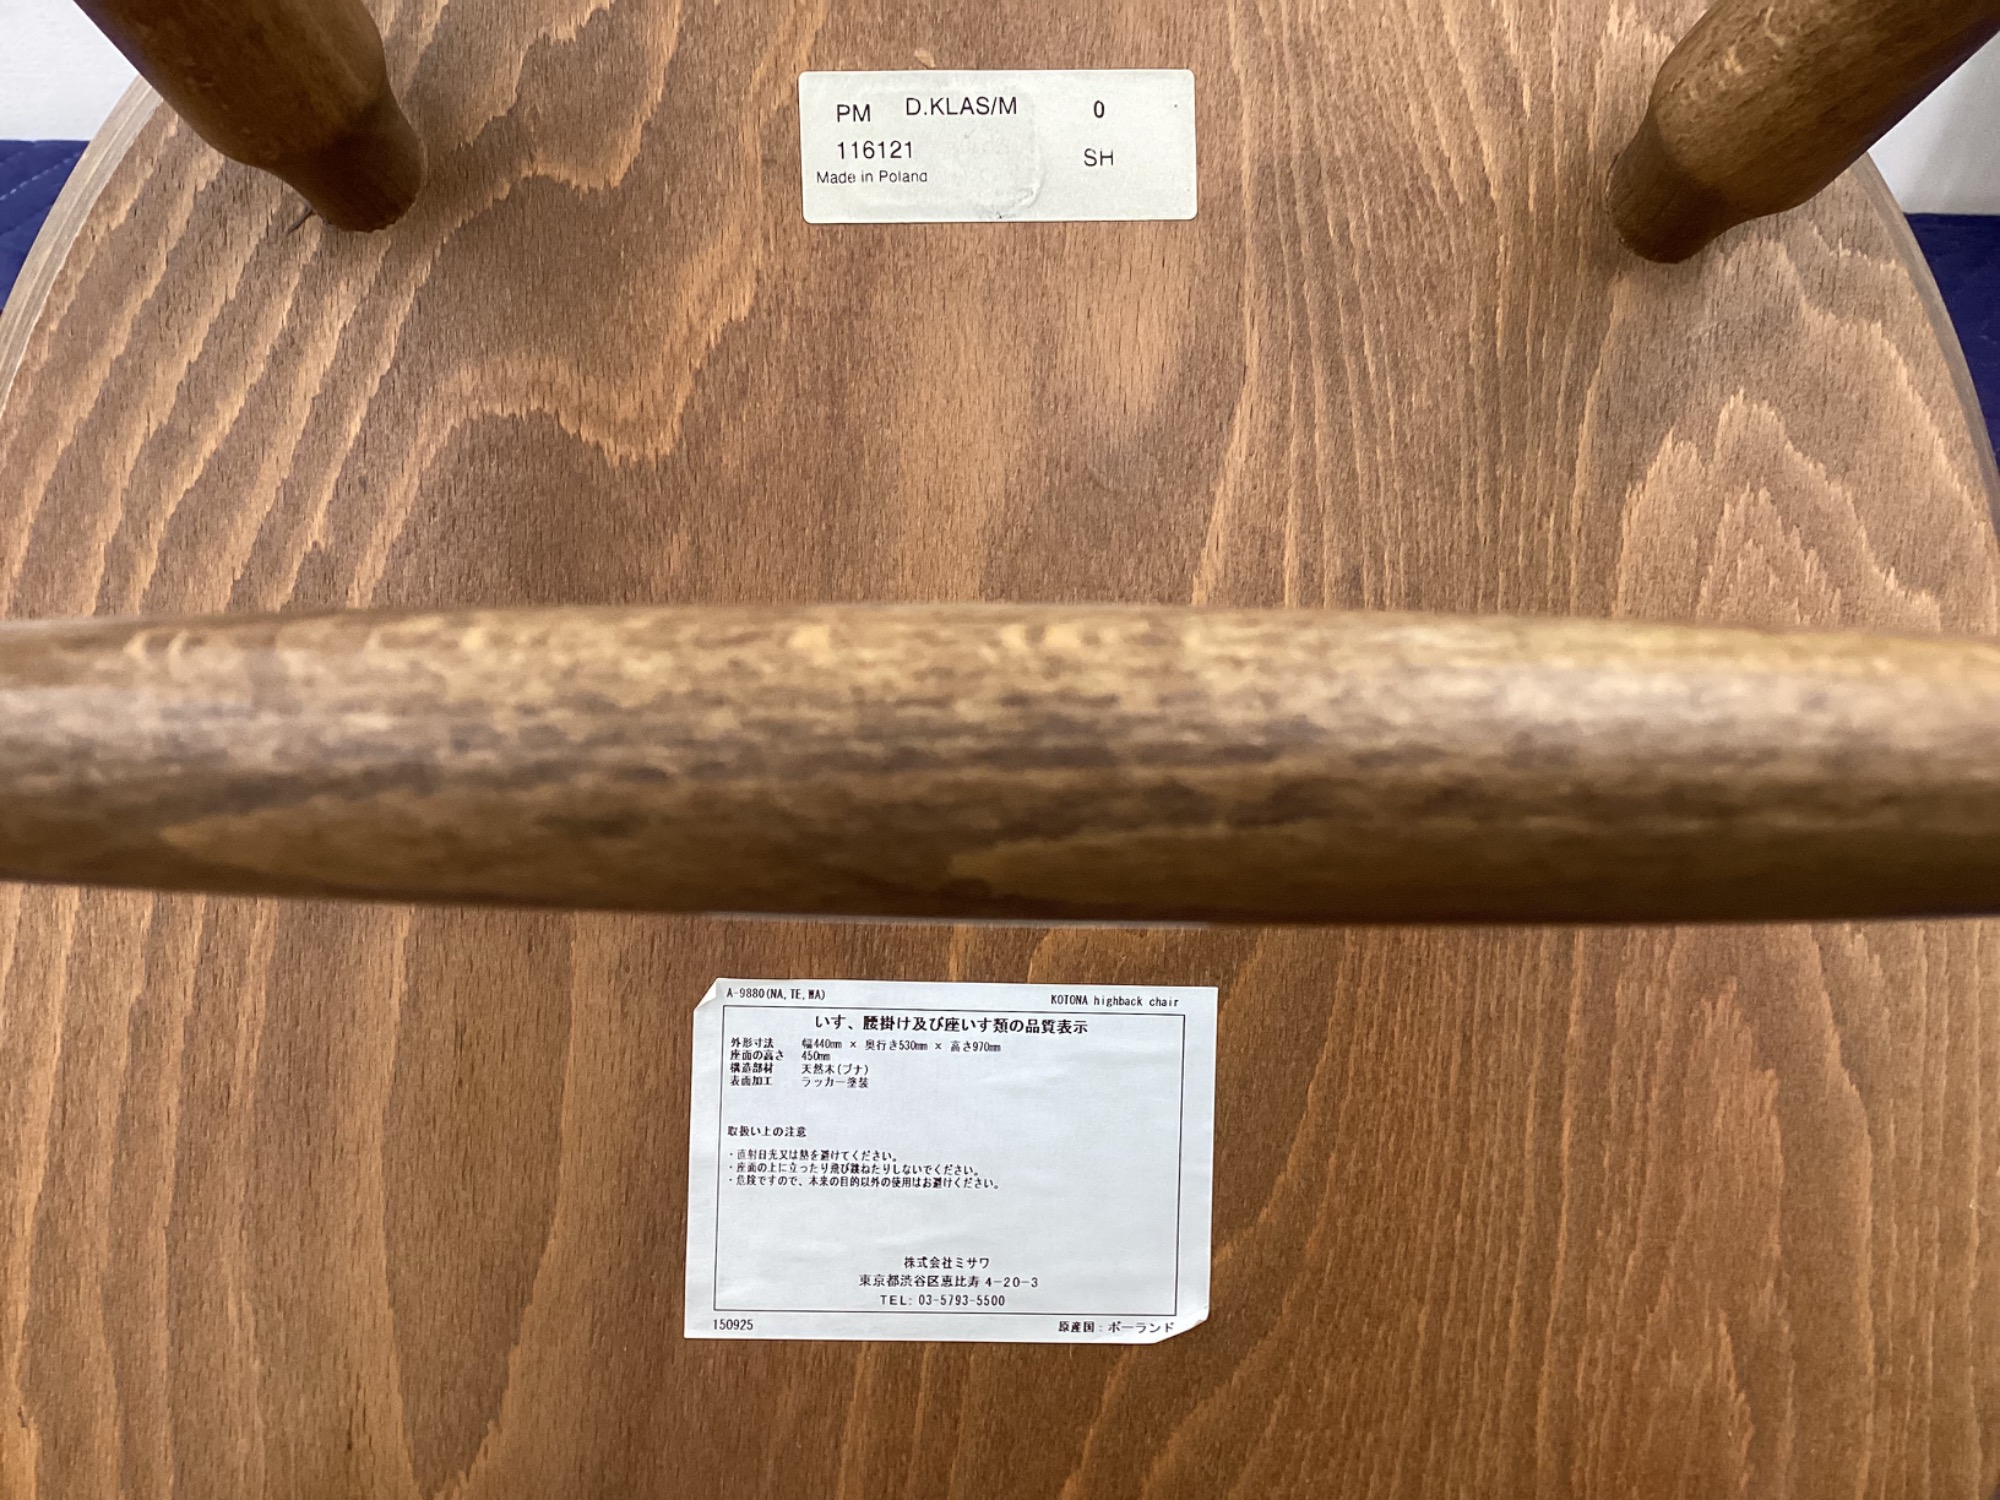 PM D.KLAS/M 0
116121 SH
Made in Poland
A-9880(NA,TE,WA) KOTONA highback chair
いす、腰掛け及び座いす類の品質表示
外形寸法 幅440mm × 奥行き530mm × 高さ970mm
座面の高さ 450mm
構造部材 天然木(ブナ)
表面加工 ラッカー塗装
取扱い上の注意
・直射日光又は熱を避けてください。
・座面の上に立ったり飛び跳ねたりしないでください。
・危険ですので、本来の目的以外の使用はお避けください。
株式会社ミサワ
東京都渋谷区恵比寿 4-20-3
TEL: 03-5793-5500
150925 原産国：ポーランド